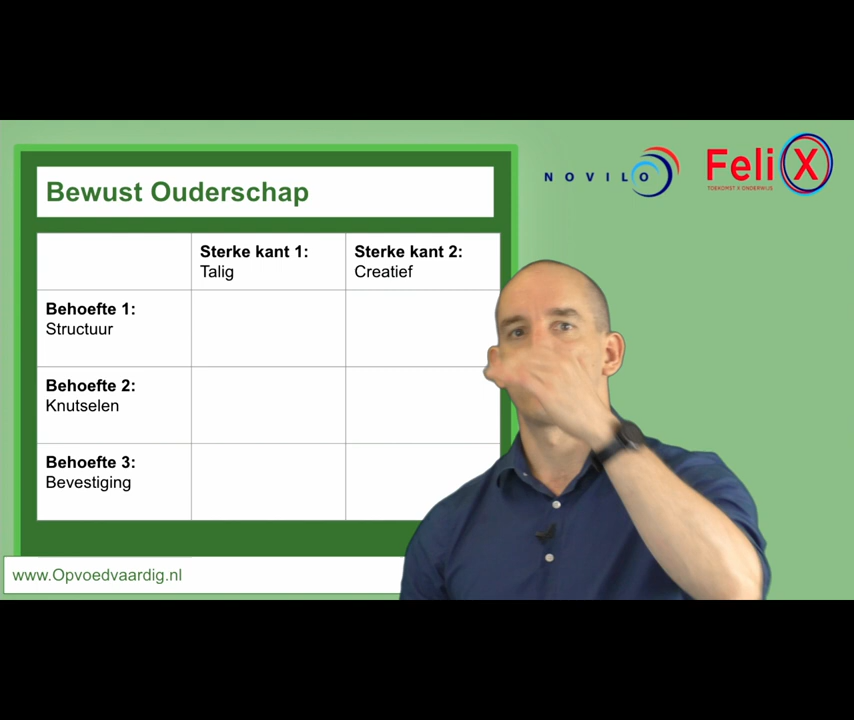 Bewust Ouderschap
NOVILO
FeliX
TOEKOMST X ONDERWIJS
Sterke kant 1:
Talig
Sterke kant 2:
Creatief
Behoefte 1:
Structuur
Behoefte 2:
Knutselen
Behoefte 3:
Bevestiging
www.Opvoedvaardig.nl